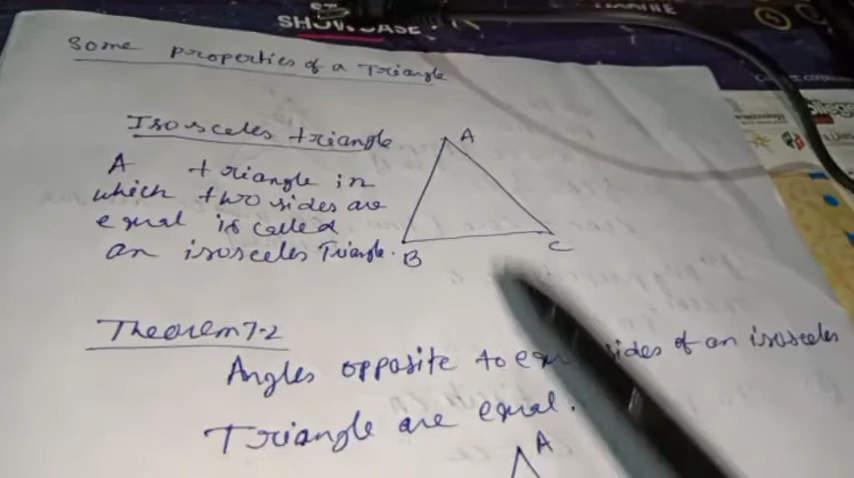 SHOWCASE
Some properties of a Triangle
Isosceles triangle
A triangle in
which two sides are
equal is called
an isosceles Triangle.
A
B
C
Theorem 7.2
Angles opposite to sides of an isosceles
Triangle are equal.
A